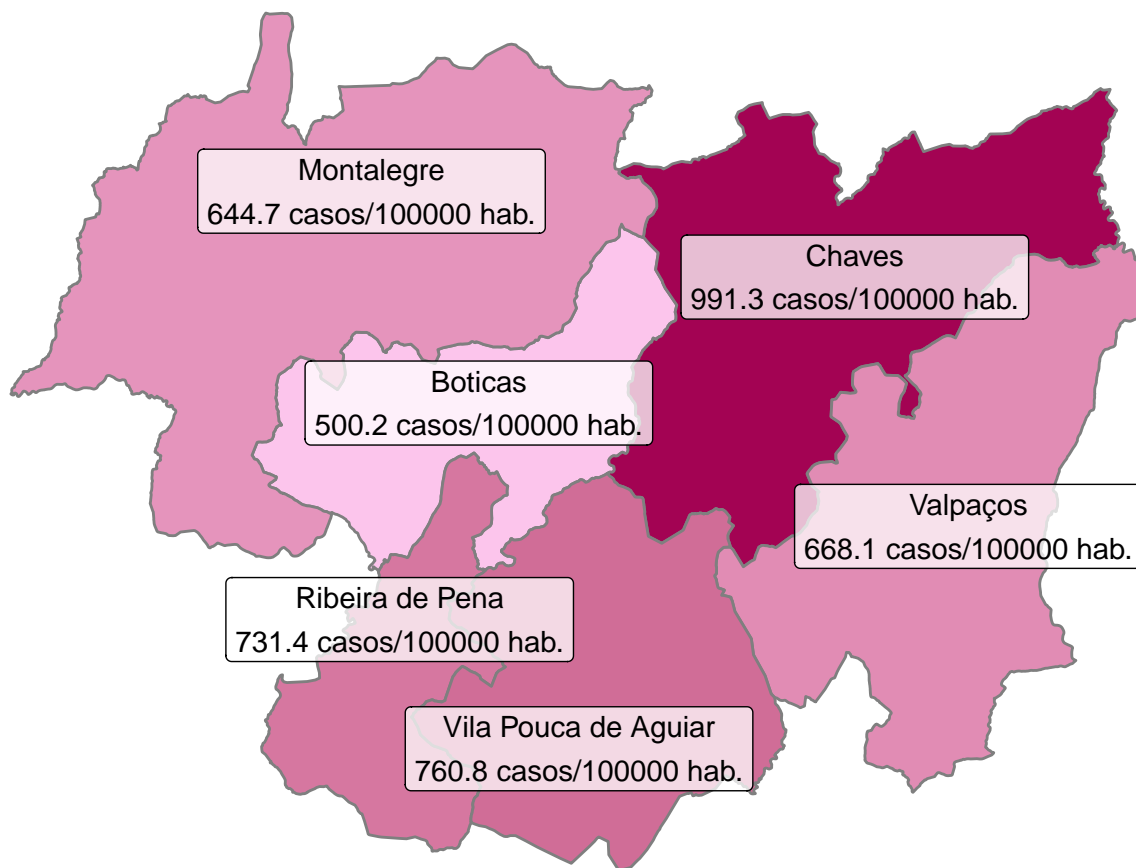 Montalegre
644.7 casos/100000 hab.
Chaves
991.3 casos/100000 hab.
Boticas
500.2 casos/100000 hab.
Valpaços
668.1 casos/100000 hab.
Ribeira de Pena
731.4 casos/100000 hab.
Vila Pouca de Aguiar
760.8 casos/100000 hab.